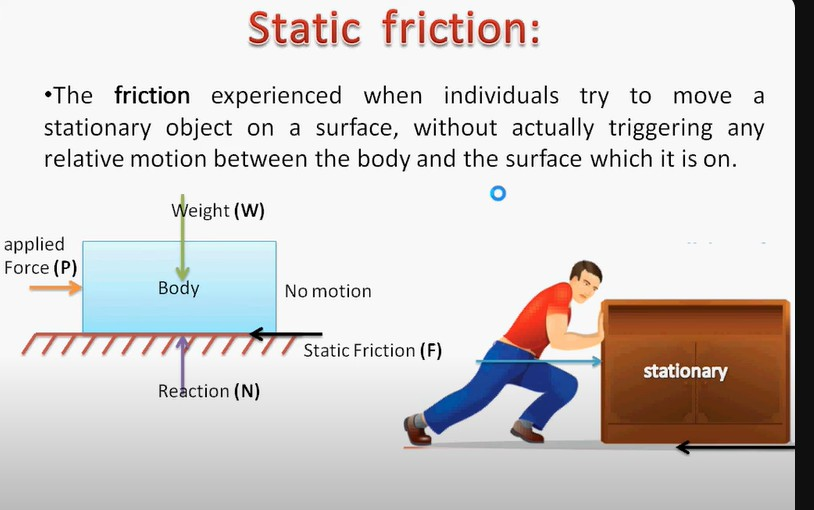 Static friction:
•The friction experienced when individuals try to move a
stationary object on a surface, without actually triggering any
relative motion between the body and the surface which it is on.
Weight (W)
applied
Force (P)
Body
No motion
Static Friction (F)
Reaction (N)
stationary